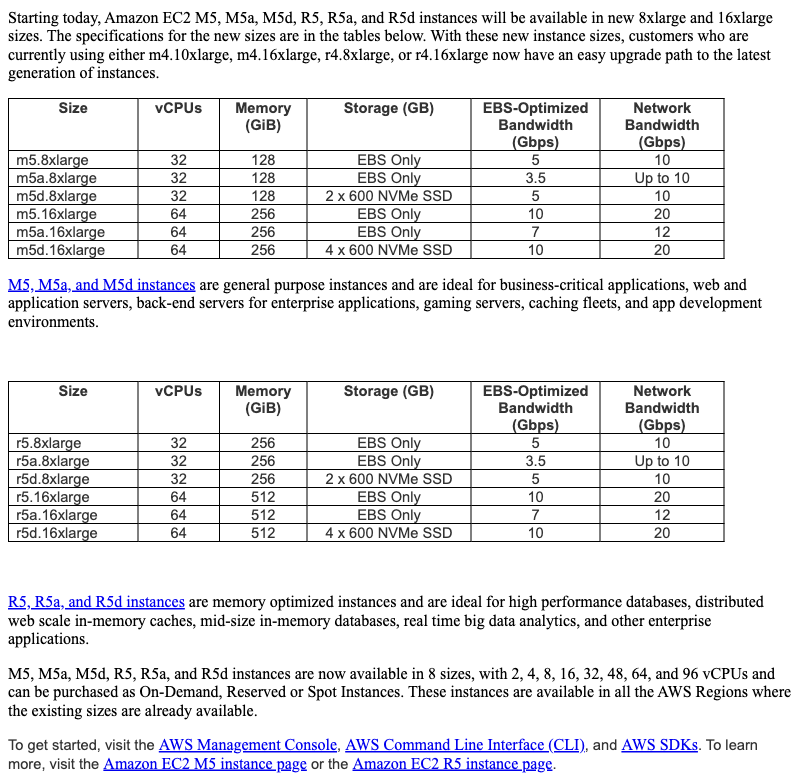 Starting today, Amazon EC2 M5, M5a, M5d, R5, R5a, and R5d instances will be available in new 8xlarge and 16xlarge
sizes. The specifications for the new sizes are in the tables below. With these new instance sizes, customers who are
currently using either m4.10xlarge, m4.16xlarge, r4.8xlarge, or r4.16xlarge now have an easy upgrade path to the latest
generation of instances.
Size vCPUs Memory (GiB) Storage (GB) EBS-Optimized Bandwidth (Gbps) Network Bandwidth (Gbps)
m5.8xlarge 32 128 EBS Only 5 10
m5a.8xlarge 32 128 EBS Only 3.5 Up to 10
m5d.8xlarge 32 128 2 x 600 NVMe SSD 5 10
m5.16xlarge 64 256 EBS Only 10 20
m5a.16xlarge 64 256 EBS Only 7 12
m5d.16xlarge 64 256 4 x 600 NVMe SSD 10 20
M5, M5a, and M5d instances are general purpose instances and are ideal for business-critical applications, web and
application servers, back-end servers for enterprise applications, gaming servers, caching fleets, and app development
environments.
Size vCPUs Memory (GiB) Storage (GB) EBS-Optimized Bandwidth (Gbps) Network Bandwidth (Gbps)
r5.8xlarge 32 256 EBS Only 5 10
r5a.8xlarge 32 256 EBS Only 3.5 Up to 10
r5d.8xlarge 32 256 2 x 600 NVMe SSD 5 10
r5.16xlarge 64 512 EBS Only 10 20
r5a.16xlarge 64 512 EBS Only 7 12
r5d.16xlarge 64 512 4 x 600 NVMe SSD 10 20
R5, R5a, and R5d instances are memory optimized instances and are ideal for high performance databases, distributed
web scale in-memory caches, mid-size in-memory databases, real time big data analytics, and other enterprise
applications.
M5, M5a, M5d, R5, R5a, and R5d instances are now available in 8 sizes, with 2, 4, 8, 16, 32, 48, 64, and 96 vCPUs and
can be purchased as On-Demand, Reserved or Spot Instances. These instances are available in all the AWS Regions where
the existing sizes are already available.
To get started, visit the AWS Management Console, AWS Command Line Interface (CLI), and AWS SDKs. To learn
more, visit the Amazon EC2 M5 instance page or the Amazon EC2 R5 instance page.